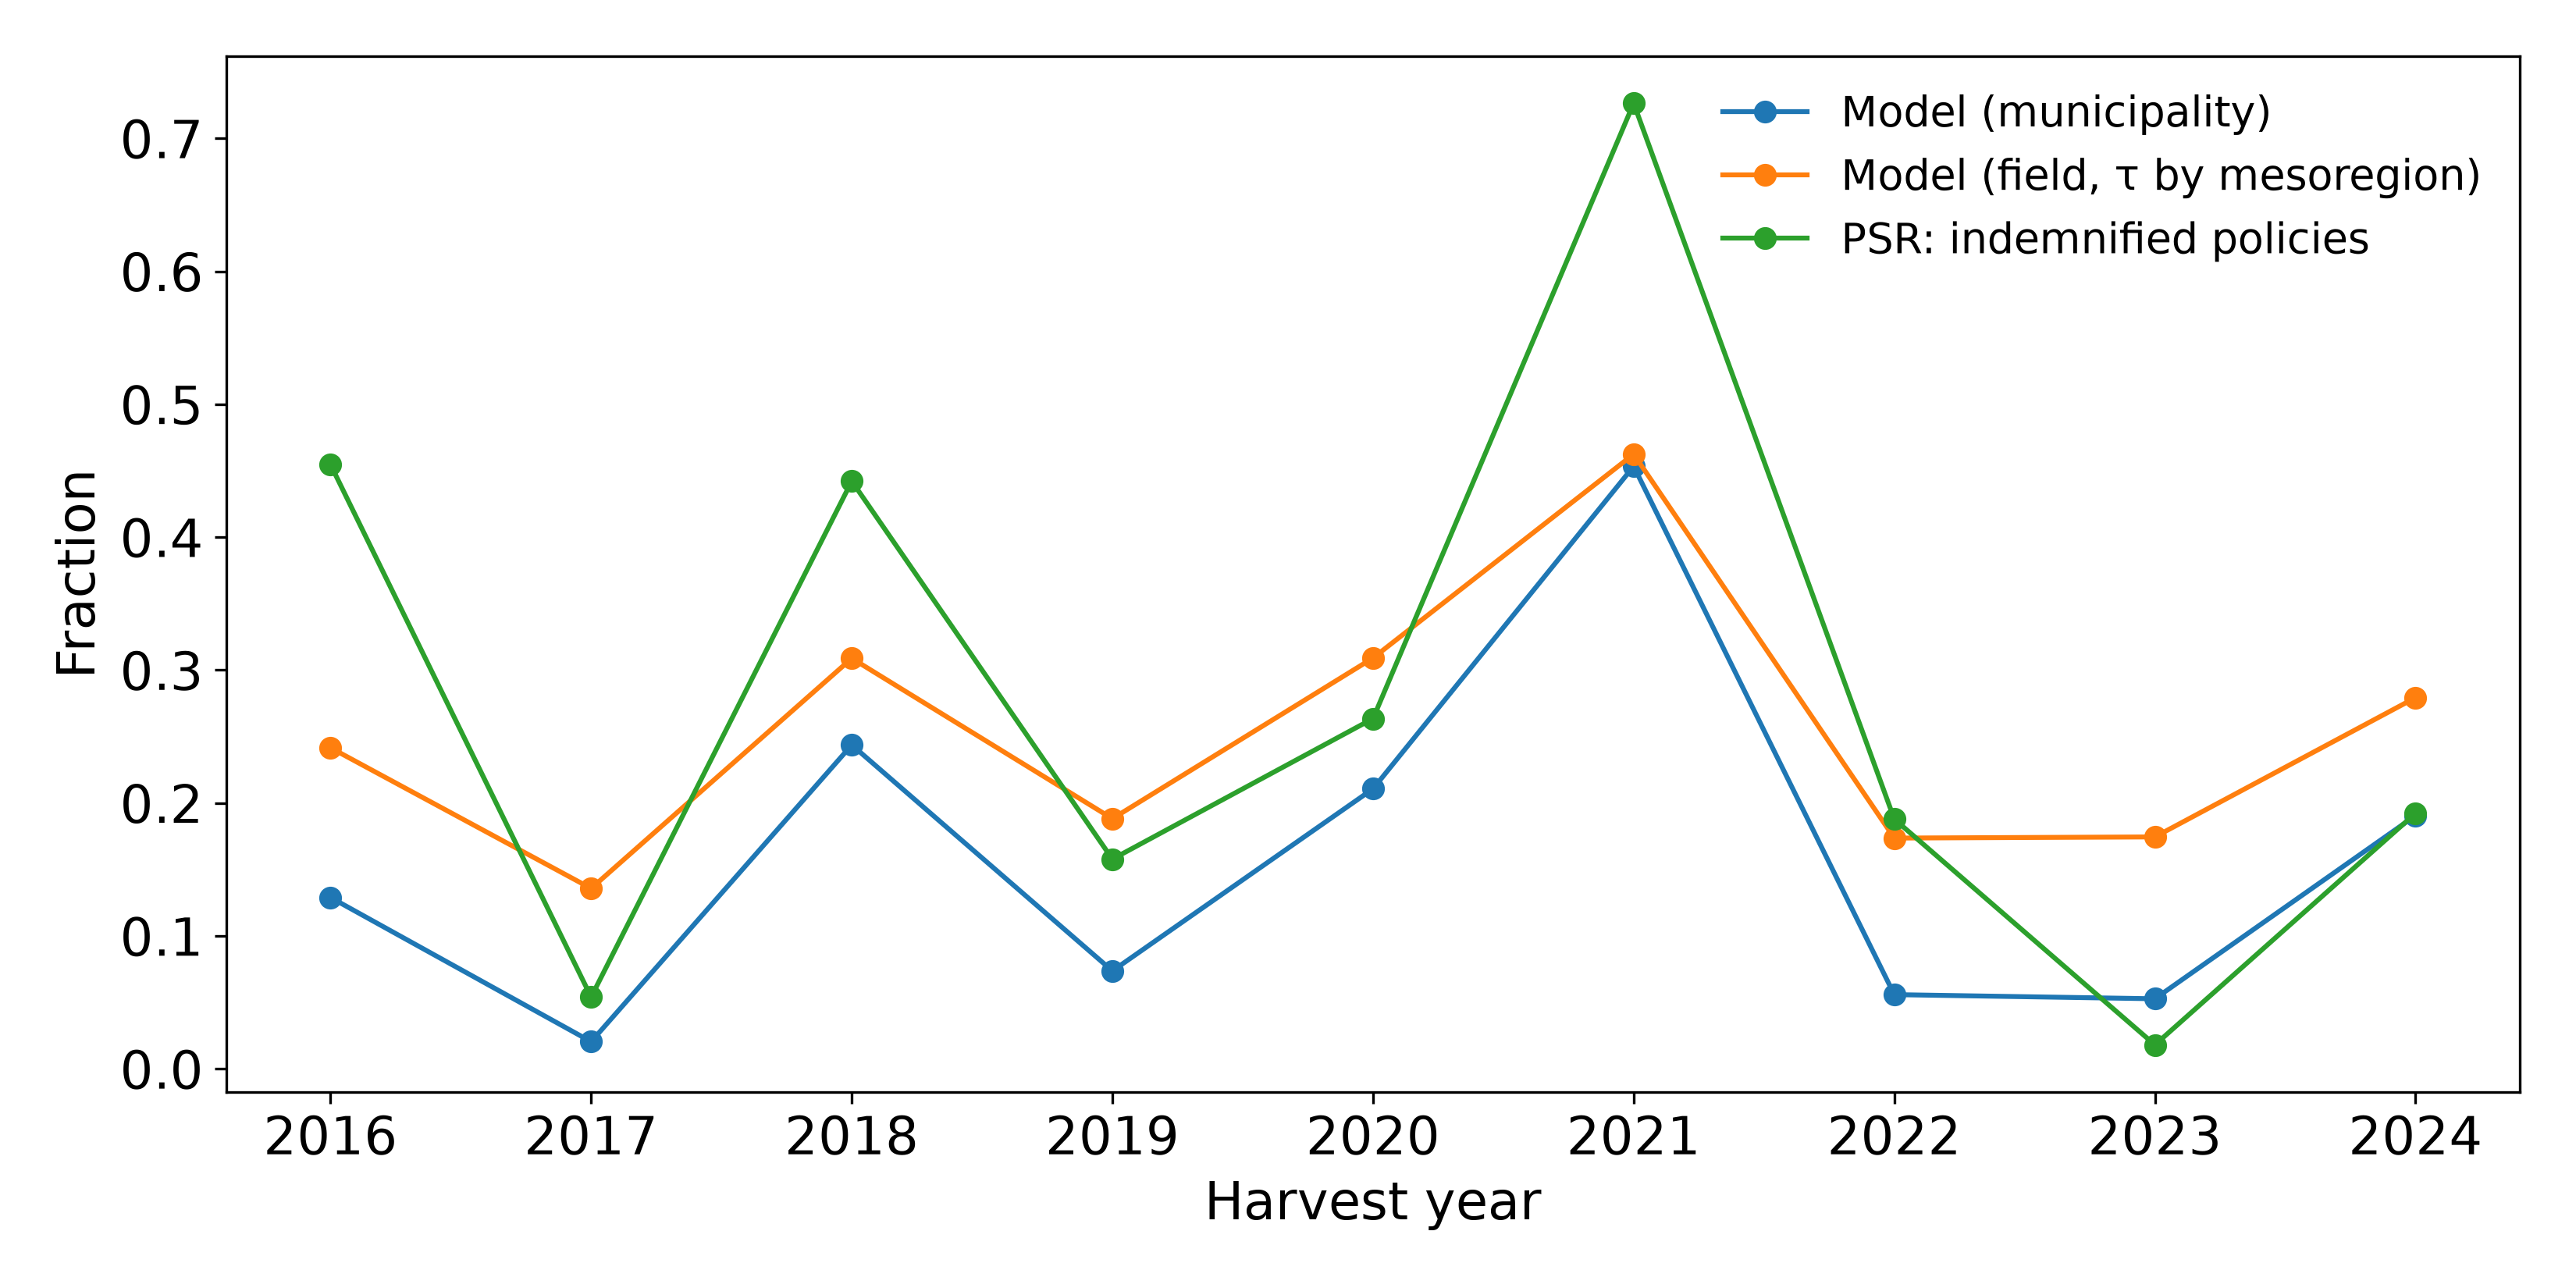 Model (municipality)
Model (field, τ by mesoregion)
PSR: indemnified policies
Fraction
0.7
0.6
0.5
0.4
0.3
0.2
0.1
0.0
2016 2017 2018 2019 2020 2021 2022 2023 2024
Harvest year